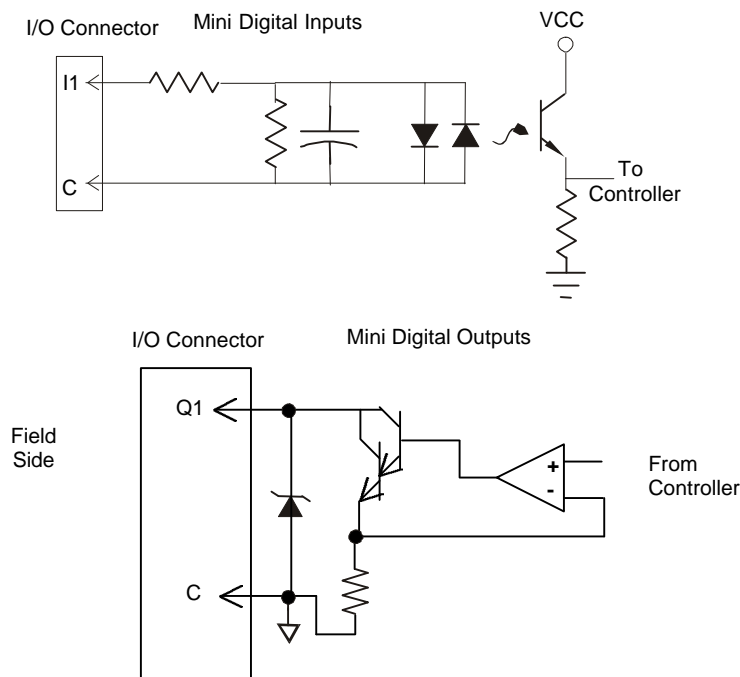 I/O Connector
Mini Digital Inputs
VCC
I1
C
To
Controller
I/O Connector
Mini Digital Outputs
Q1
Field
Side
+
-
From
Controller
C